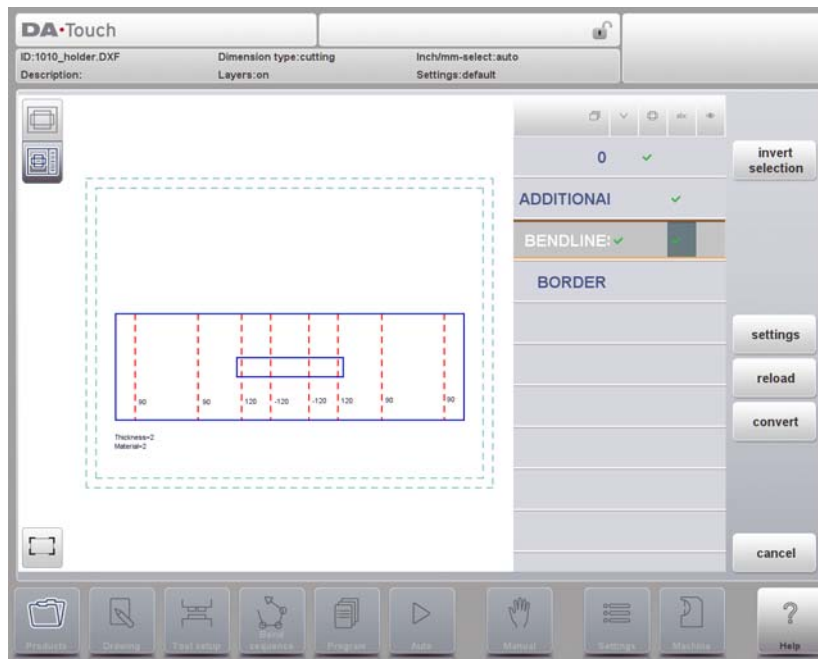 DA•Touch
ID:1010_holder.DXF Dimension type:cutting Inch/mm-select:auto
Description: Layers:on Settings:default
abc
0
invert
selection
ADDITIONAL
BENDLINES
BORDER
settings
reload
convert
90 90 120 -120 -120 120 90 90
Thickness=2
Material=2
cancel
Products Drawing Tool setup Bend
sequence Program Auto Manual Settings Machine Help